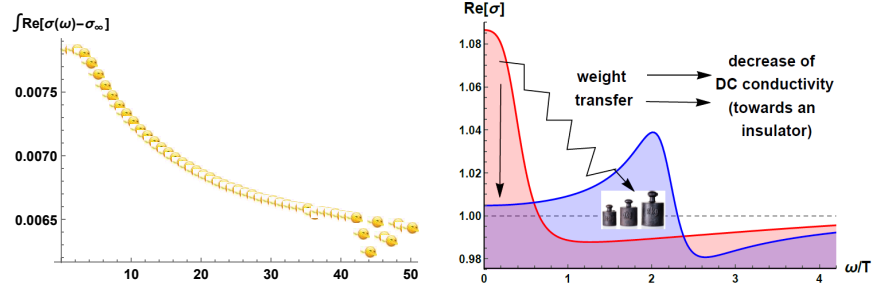 ∫Re[σ(ω)−σ∞]
0.0075
0.0070
0.0065
10
20
30
40
50
Re[σ]
1.08
1.06
1.04
1.02
1.00
0.98
0
1
2
3
4
ω/T
weight
transfer
decrease of
DC conductivity
(towards an
insulator)